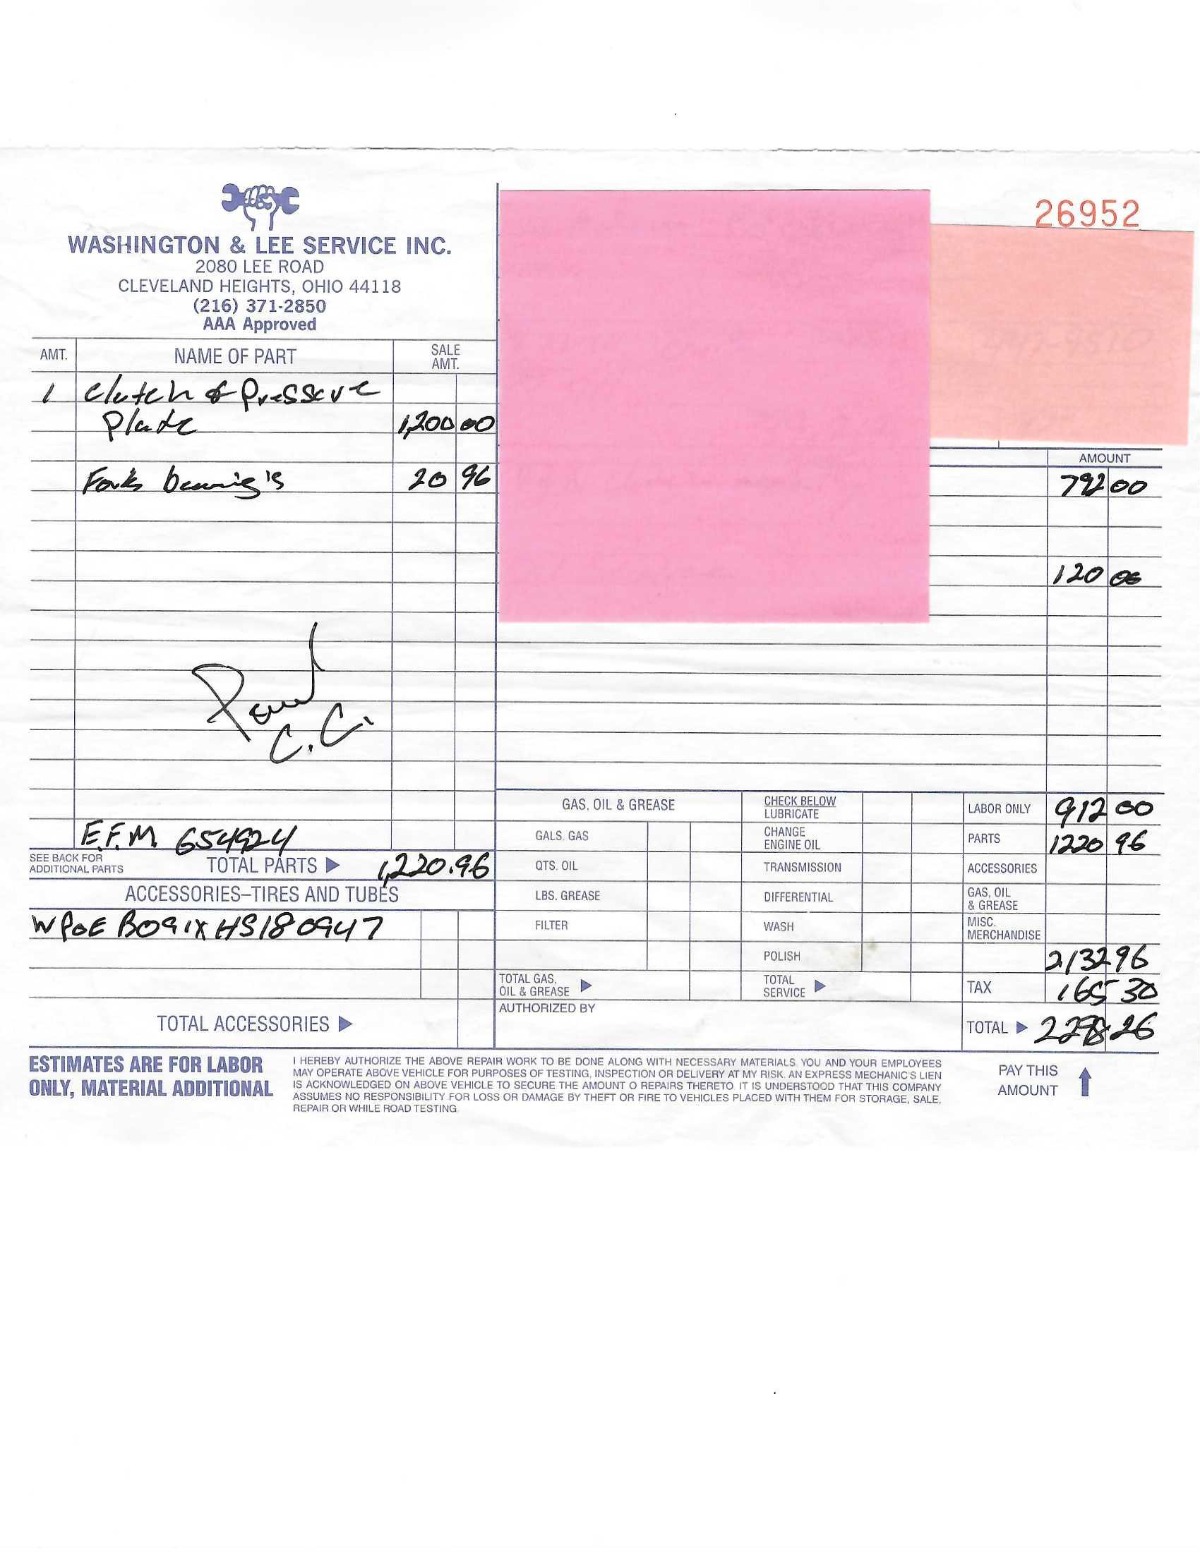 26952
WASHINGTON & LEE SERVICE INC.
2080 LEE ROAD
CLEVELAND HEIGHTS, OHIO 44118
(216) 371-2850
AAA Approved
AMT. NAME OF PART SALE AMT.
1 Clutch & Pressure
Plate 1,200 00
Forks bearing's 20 96
AMOUNT
792 00
120 00
Paid
C.C.
E.F.M. 654924
SEE BACK FOR
ADDITIONAL PARTS TOTAL PARTS 1,220.96
ACCESSORIES–TIRES AND TUBES
WPOE B091XHS180947
TOTAL ACCESSORIES
GAS, OIL & GREASE
GALS. GAS
QTS. OIL
LBS. GREASE
FILTER
TOTAL GAS,
OIL & GREASE
CHECK BELOW
LUBRICATE
CHANGE
ENGINE OIL
TRANSMISSION
DIFFERENTIAL
WASH
POLISH
TOTAL
SERVICE
AUTHORIZED BY
LABOR ONLY 912 00
PARTS 1220 96
ACCESSORIES
GAS, OIL
& GREASE
MISC.
MERCHANDISE
2132 96
TAX 165 30
TOTAL 2298.26
ESTIMATES ARE FOR LABOR
ONLY, MATERIAL ADDITIONAL
I HEREBY AUTHORIZE THE ABOVE REPAIR WORK TO BE DONE ALONG WITH NECESSARY MATERIALS. YOU AND YOUR EMPLOYEES
MAY OPERATE ABOVE VEHICLE FOR PURPOSES OF TESTING, INSPECTION OR DELIVERY AT MY RISK. AN EXPRESS MECHANIC'S LIEN
IS ACKNOWLEDGED ON ABOVE VEHICLE TO SECURE THE AMOUNT O REPAIRS THERETO. IT IS UNDERSTOOD THAT THIS COMPANY
ASSUMES NO RESPONSIBILITY FOR LOSS OR DAMAGE BY THEFT OR FIRE TO VEHICLES PLACED WITH THEM FOR STORAGE, SALE,
REPAIR OR WHILE ROAD TESTING.
PAY THIS
AMOUNT